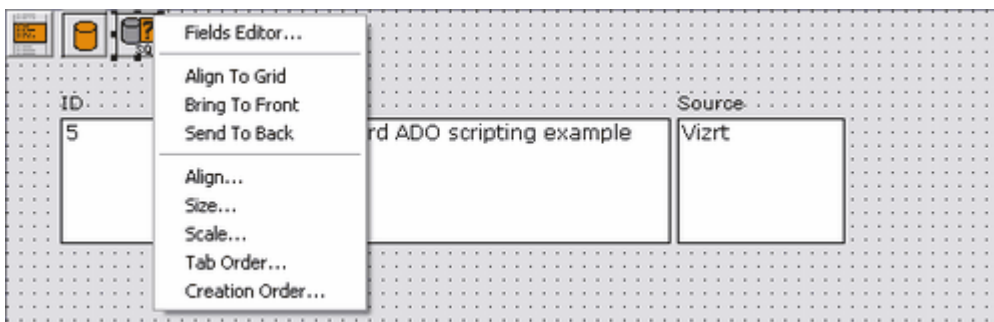 SQ
Fields Editor...
Align To Grid
Bring To Front
Send To Back
Align...
Size...
Scale...
Tab Order...
Creation Order...
ID
Source
5
rd ADO scripting example
Vizrt